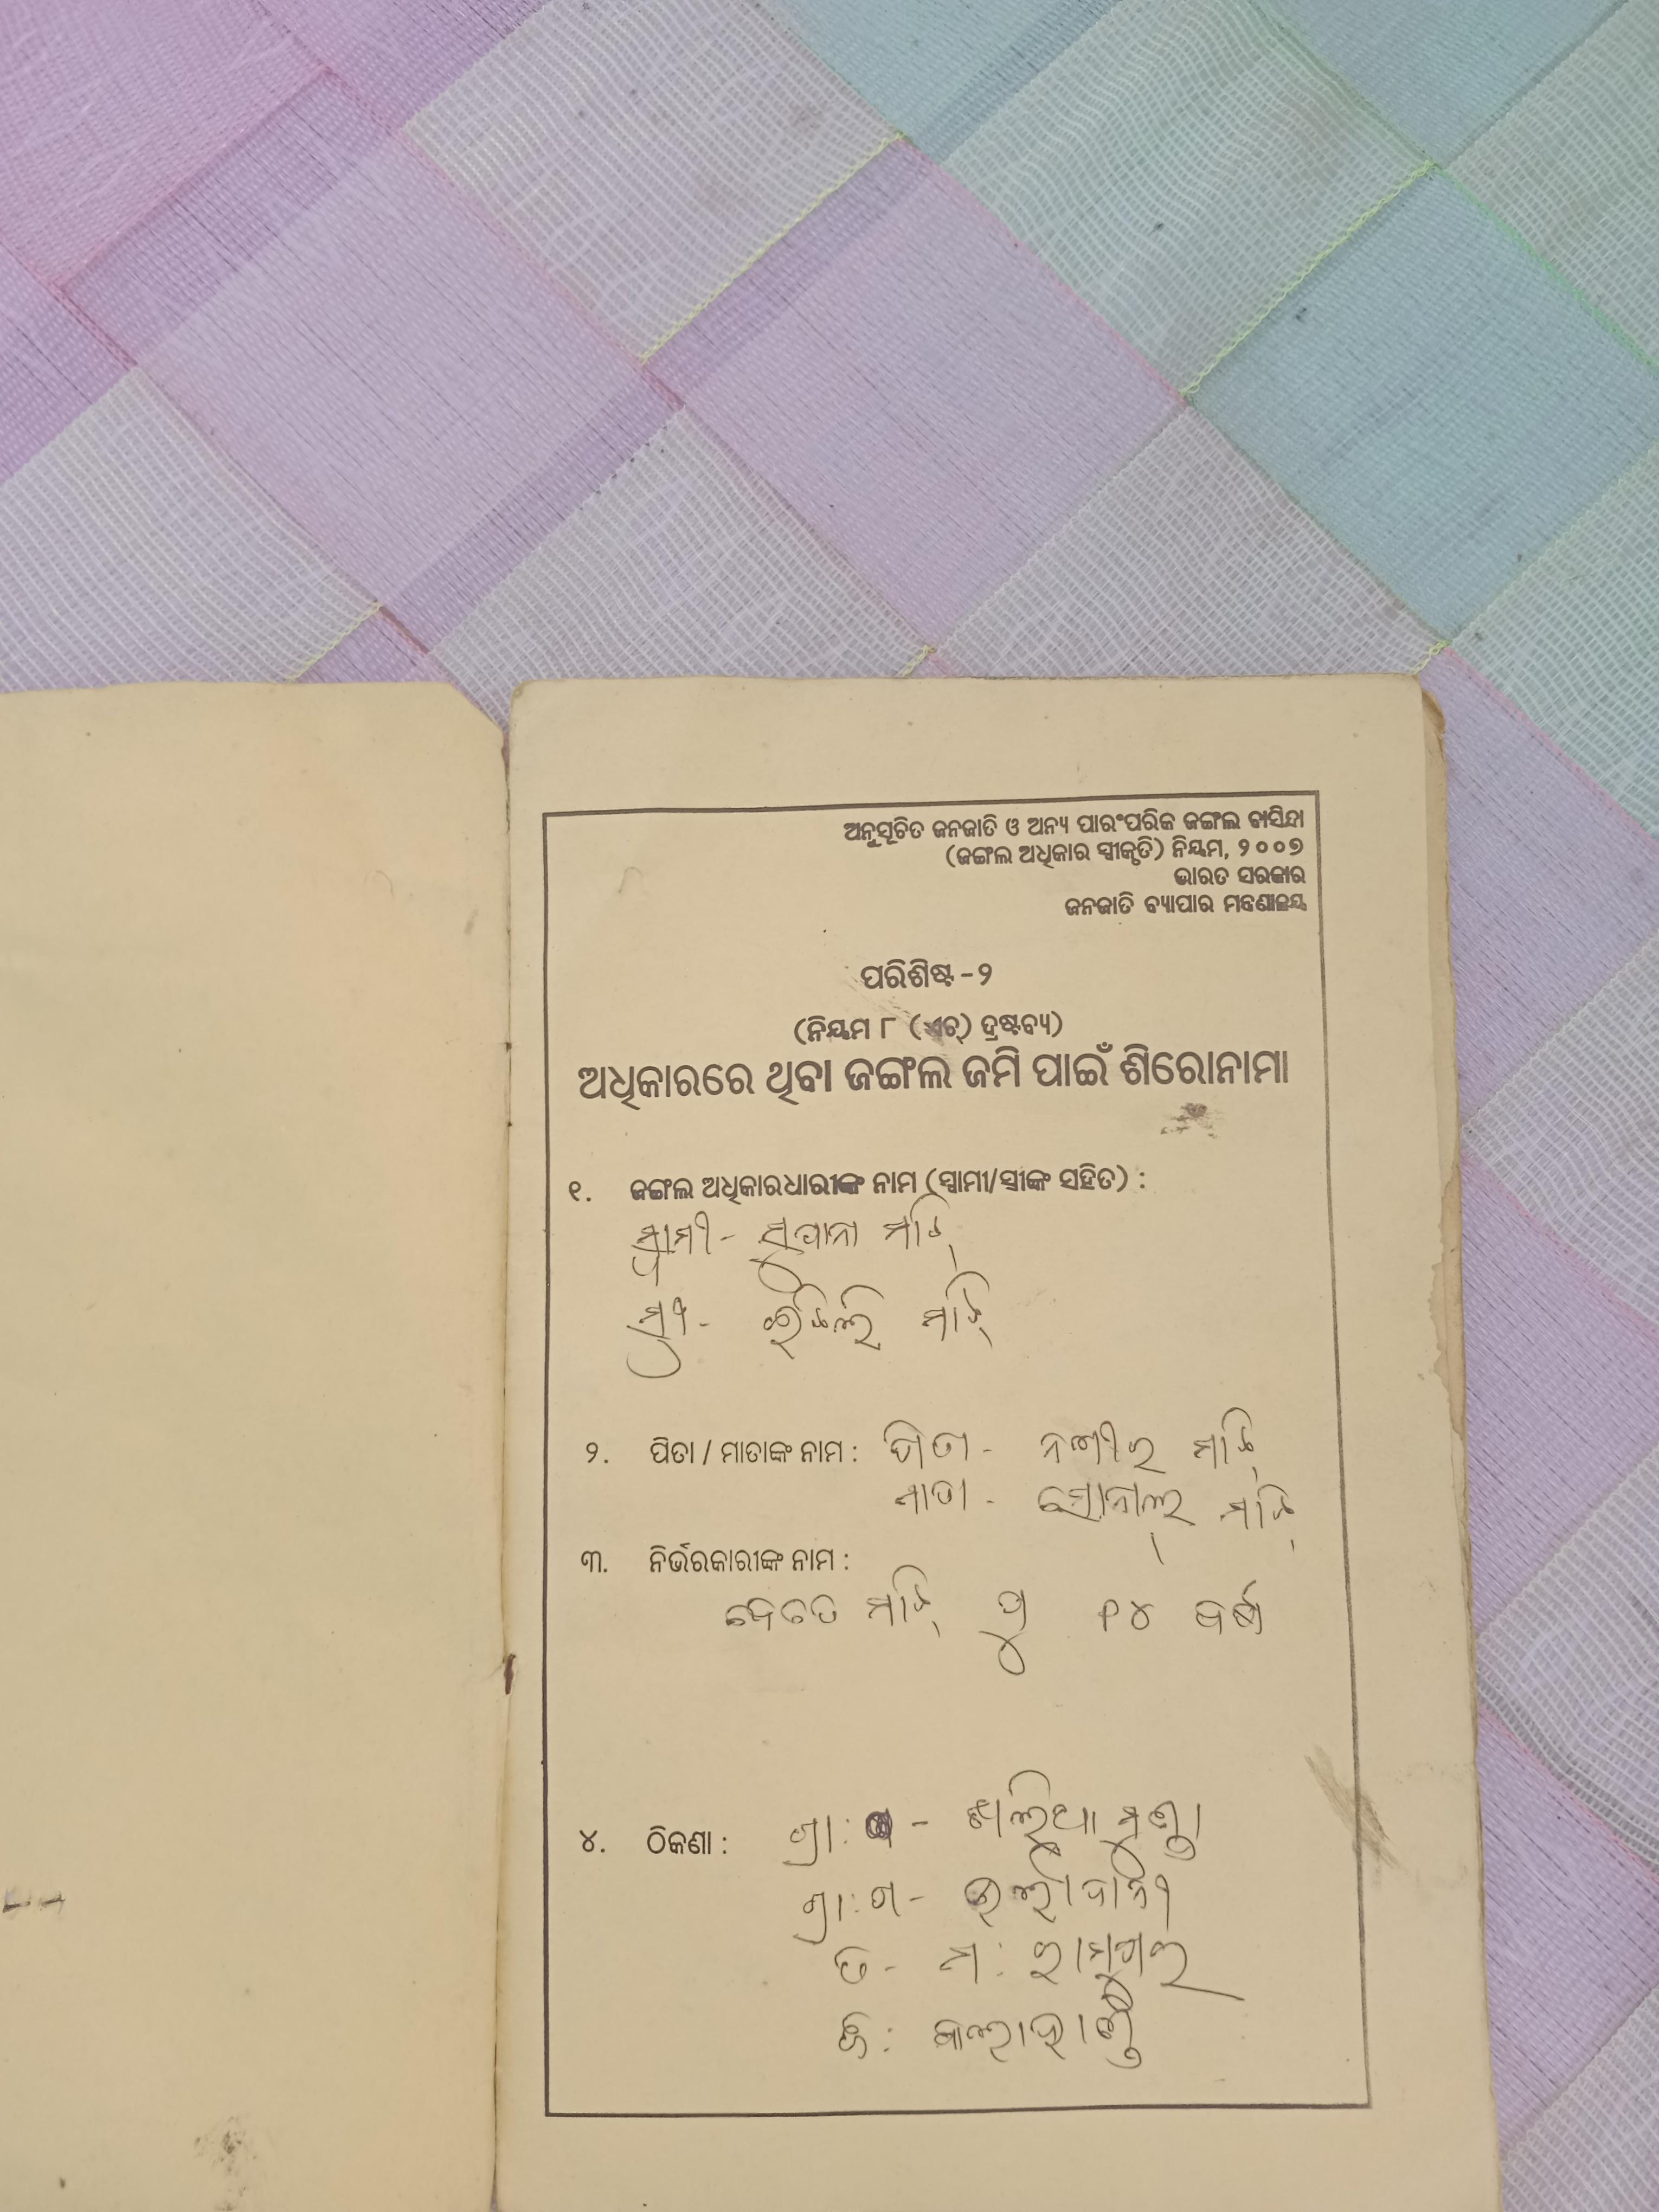 ଅନୁସୂଚିତ ଜନଜାତି ଓ ଅନ୍ୟ ପାରଂପରିକ ଜଙ୍ଗଲ ବାସିନ୍ଦା
(ଜଙ୍ଗଲ ଅଧିକାର ସ୍ୱୀକୃତି) ନିୟମ, ୨୦୦୭
ଭାରତ ସରକାର
ଜନଜାତି ବ୍ୟାପାର ମନ୍ତ୍ରଣାଳୟ
ପରିଶିଷ୍ଟ - ୨
(ନିୟମ ୮ (ଏଚ୍) ଦ୍ରଷ୍ଟବ୍ୟ)
ଅଧିକାରରେ ଥିବା ଜଙ୍ଗଲ ଜମି ପାଇଁ ଶିରୋନାମା
୧. ଜଙ୍ଗଲ ଅଧିକାରଧାରୀଙ୍କ ନାମ (ସ୍ୱାମୀ/ସ୍ତ୍ରୀଙ୍କ ସହିତ) :
ସ୍ୱାମୀ - ମାଝି
ସ୍ତ୍ରୀ - ମାଝି
୨. ପିତା / ମାତାଙ୍କ ନାମ : ପିତା - ମାଝି
ମାତା - ମାଝି
୩. ନିର୍ଭରକାରୀଙ୍କ ନାମ :
ମାଝି ପୁ ୧୪ ବର୍ଷ
୪. ଠିକଣା : ଗ୍ରା: -
ଗ୍ରା: ପ -
ତ - ମ: ରାମପୁର
ଜି: କଳାହାଣ୍ଡି